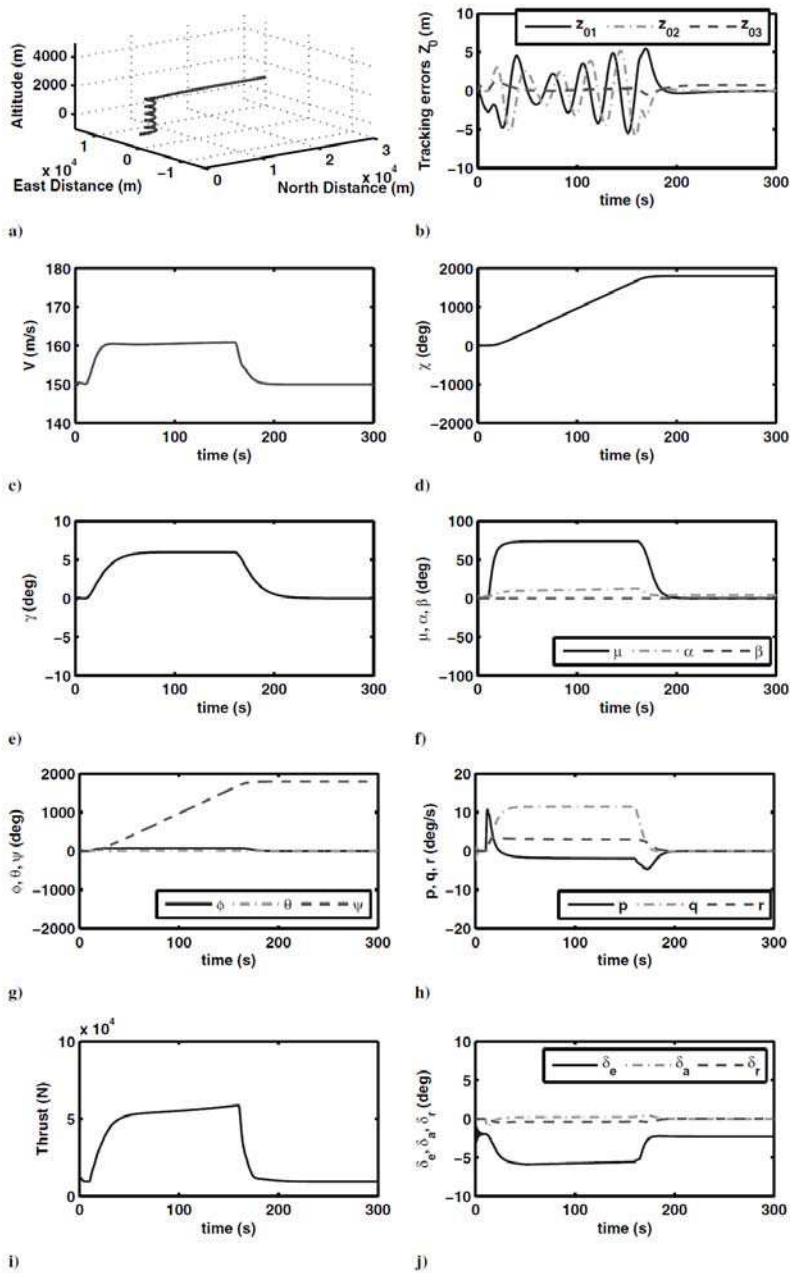 4000
2000
0
Altitude (m)
1
0
−1
x 10⁴
East Distance (m)
0
1
2
3
x 10⁴
North Distance (m)
a)
10
5
0
−5
−10
Tracking errors Z₀ (m)
z₀₁ z₀₂ z₀₃
0 100 200 300
time (s)
b)
180
170
160
150
140
V (m/s)
0 100 200 300
time (s)
c)
2000
1000
0
−1000
−2000
χ (deg)
0 100 200 300
time (s)
d)
10
5
0
−5
−10
γ (deg)
0 100 200 300
time (s)
e)
100
50
0
−50
−100
μ, α, β (deg)
μ α β
0 100 200 300
time (s)
f)
2000
1000
0
−1000
−2000
ϕ, θ, ψ (deg)
ϕ θ ψ
0 100 200 300
time (s)
g)
20
10
0
−10
−20
p, q, r (deg/s)
p q r
0 100 200 300
time (s)
h)
x 10⁴
10
5
0
Thrust (N)
0 100 200 300
time (s)
i)
10
5
0
−5
−10
δₑ, δₐ, δᵣ (deg)
δₑ δₐ δᵣ
0 100 200 300
time (s)
j)